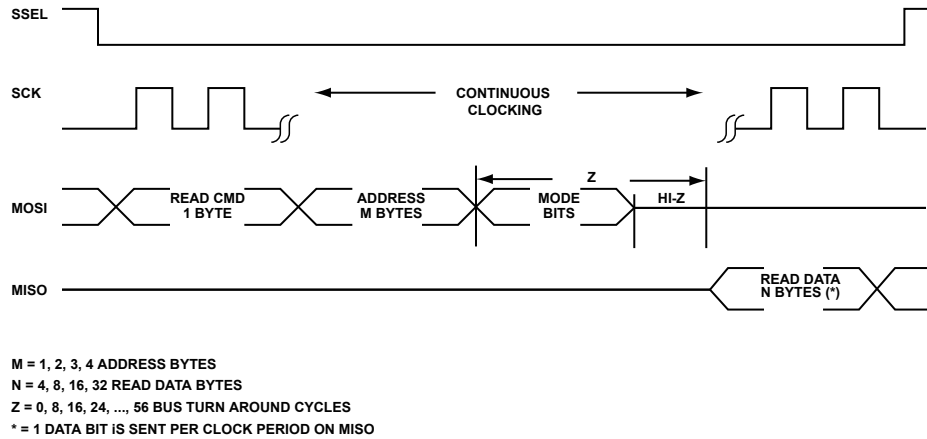 SSEL
SCK
CONTINUOUS
CLOCKING
Z
MOSI
READ CMD
1 BYTE
ADDRESS
M BYTES
MODE
BITS
HI-Z
MISO
READ DATA
N BYTES (*)
M = 1, 2, 3, 4 ADDRESS BYTES
N = 4, 8, 16, 32 READ DATA BYTES
Z = 0, 8, 16, 24, ..., 56 BUS TURN AROUND CYCLES
* = 1 DATA BIT iS SENT PER CLOCK PERIOD ON MISO